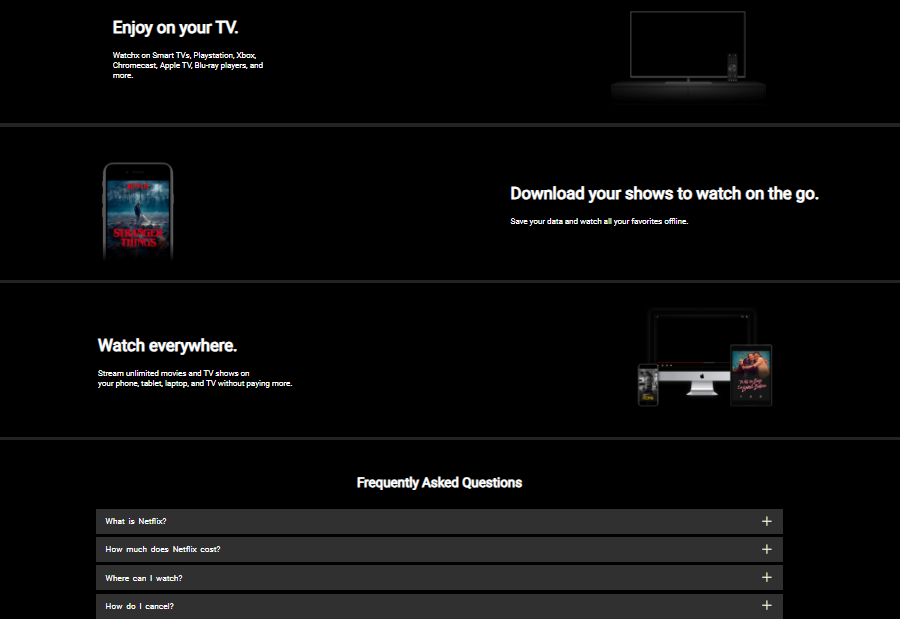 Enjoy on your TV.
Watchx on Smart TVs, Playstation, Xbox,
Chromecast, Apple TV, Blu-ray players, and
more.
STRANGER
THINGS
Download your shows to watch on the go.
Save your data and watch all your favorites offline.
Watch everywhere.
Stream unlimited movies and TV shows on
your phone, tablet, laptop, and TV without paying more.
Frequently Asked Questions
What is Netflix?
How much does Netflix cost?
Where can I watch?
How do I cancel?